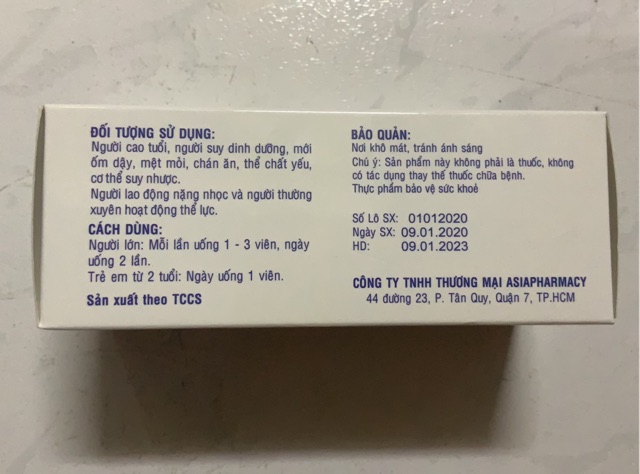 ĐỐI TƯỢNG SỬ DỤNG:
Người cao tuổi, người suy dinh dưỡng, mới
ốm dậy, mệt mỏi, chán ăn, thể chất yếu,
cơ thể suy nhược.
Người lao động nặng nhọc và người thường
xuyên hoạt động thể lực.
CÁCH DÙNG:
Người lớn: Mỗi lần uống 1 - 3 viên, ngày
uống 2 lần.
Trẻ em từ 2 tuổi: Ngày uống 1 viên.
Sản xuất theo TCCS
BẢO QUẢN:
Nơi khô mát, tránh ánh sáng
Chú ý: Sản phẩm này không phải là thuốc, không
có tác dụng thay thế thuốc chữa bệnh.
Thực phẩm bảo vệ sức khoẻ
Số Lô SX: 01012020
Ngày SX: 09.01.2020
HD: 09.01.2023
CÔNG TY TNHH THƯƠNG MẠI ASIAPHARMACY
44 đường 23, P. Tân Quy, Quận 7, TP.HCM